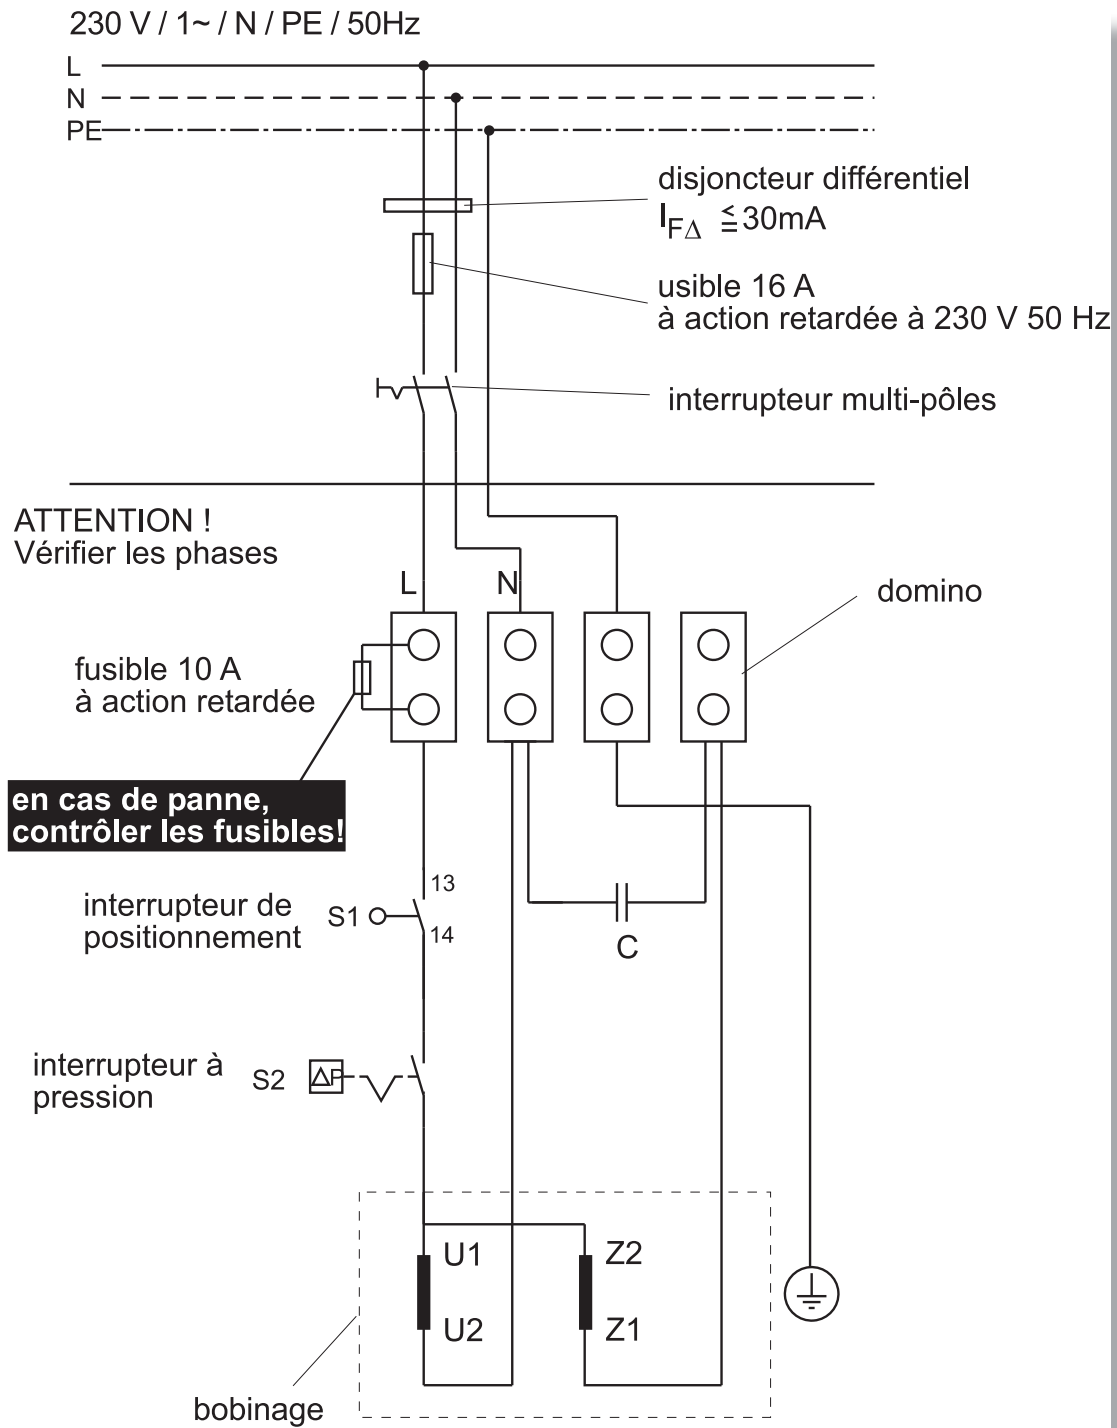 230 V / 1~ / N / PE / 50Hz
L
N
PE
disjoncteur différentiel
IFΔ ≦ 30mA
usible 16 A
à action retardée à 230 V 50 Hz
interrupteur multi-pôles
ATTENTION !
Vérifier les phases
L
N
domino
fusible 10 A
à action retardée
en cas de panne,
contrôler les fusibles!
interrupteur de
positionnement
S1
13
14
C
interrupteur à
pression
S2
ΔP
U1
Z2
U2
Z1
bobinage